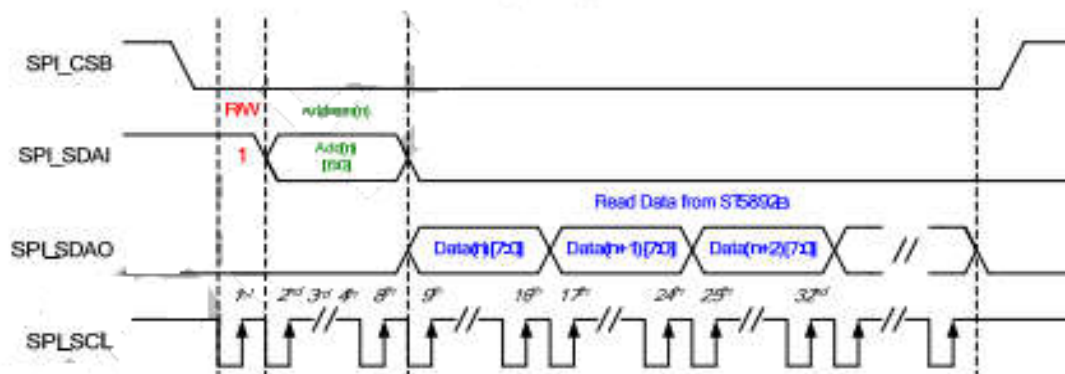 SPI_CSB
R/W
Address(n)
SPI_SDAI
1
Add(n)
[6:0]
Read Data from ST5892B
SPI_SDAO
Data(n)[7:0]
Data(n+1)[7:0]
Data(n+2)[7:0]
//
1st 2nd 3rd 4th 8th 9th 16th 17th 24th 25th 32nd
SPI_SCL
// // // // //